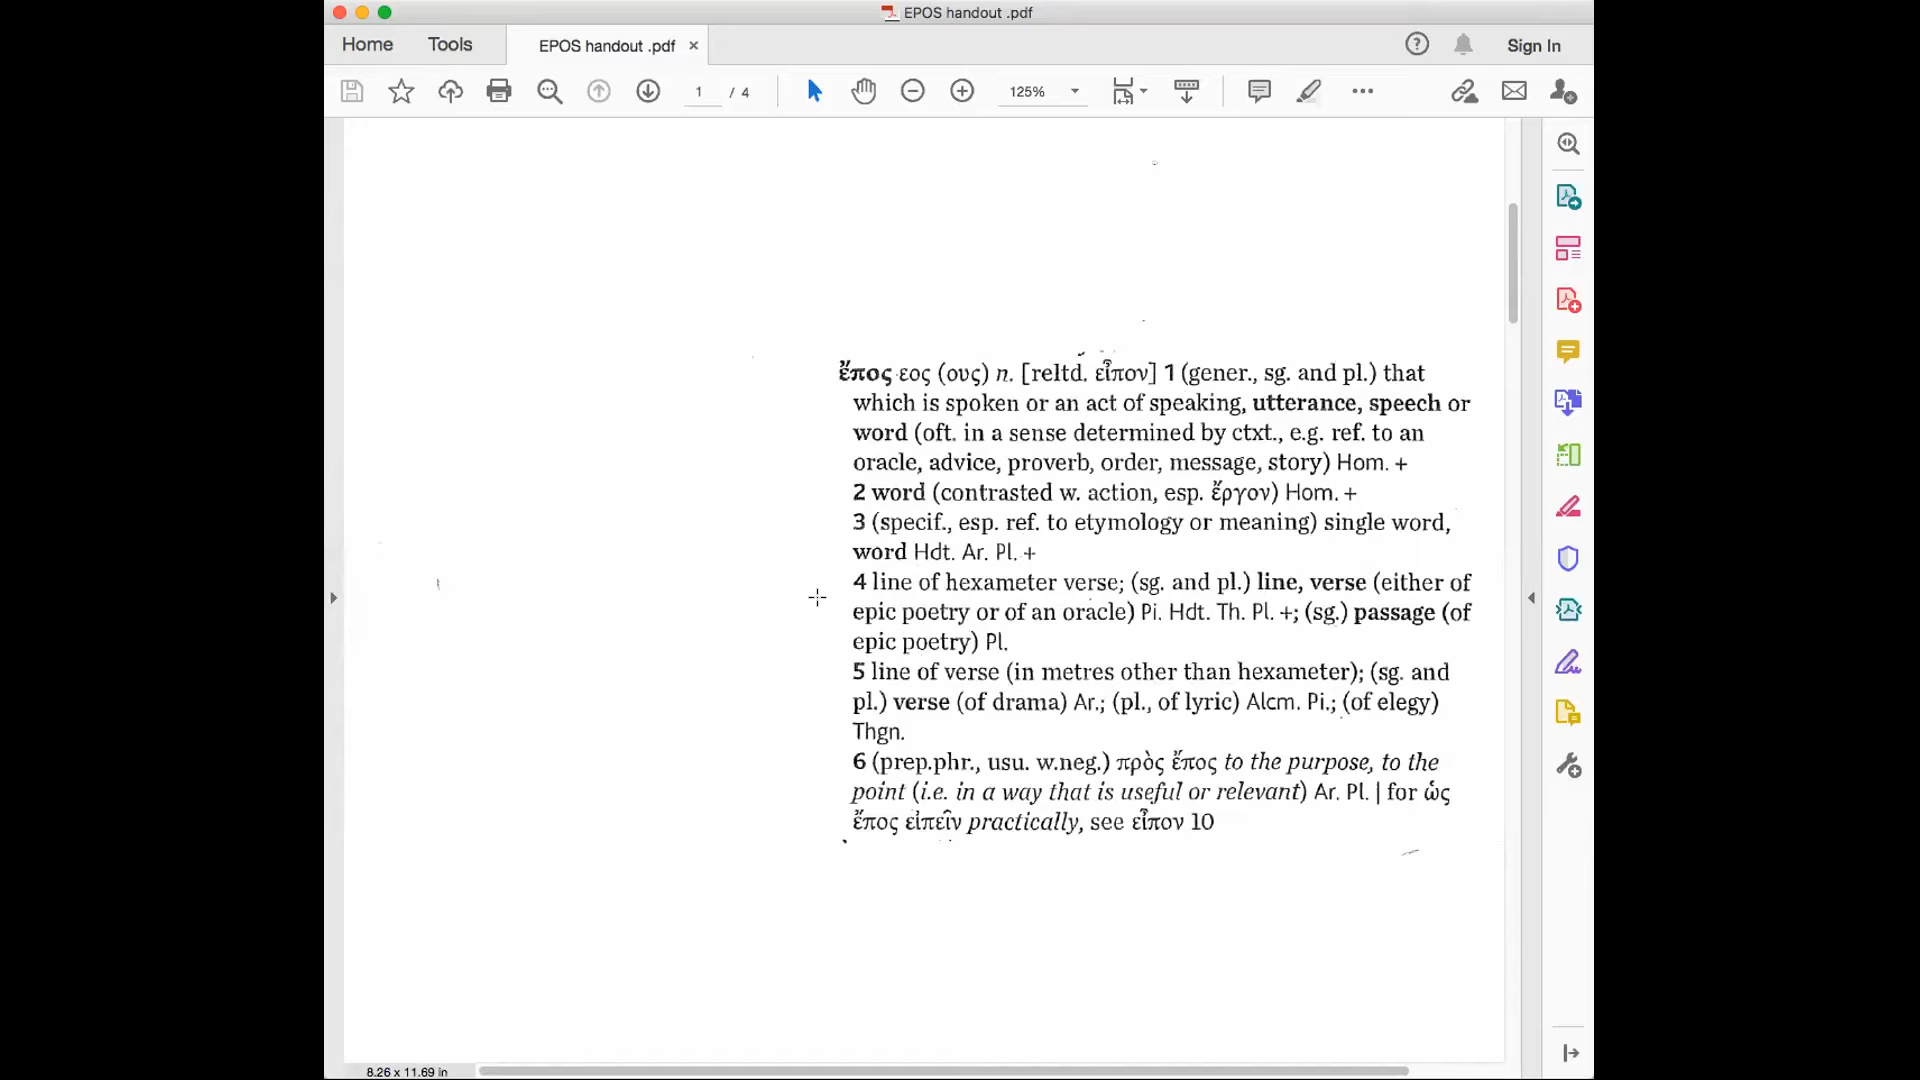 EPOS handout .pdf
Home
Tools
EPOS handout .pdf
Sign In
1 / 4
125%
ἔπος εος (ους) n. [reltd. εἶπον] 1 (gener., sg. and pl.) that
which is spoken or an act of speaking, utterance, speech or
word (oft. in a sense determined by ctxt., e.g. ref. to an
oracle, advice, proverb, order, message, story) Hom. +
2 word (contrasted w. action, esp. ἔργον) Hom. +
3 (specif., esp. ref. to etymology or meaning) single word,
word Hdt. Ar. Pl. +
4 line of hexameter verse; (sg. and pl.) line, verse (either of
epic poetry or of an oracle) Pi. Hdt. Th. Pl. +; (sg.) passage (of
epic poetry) Pl.
5 line of verse (in metres other than hexameter); (sg. and
pl.) verse (of drama) Ar.; (pl., of lyric) Alcm. Pi.; (of elegy)
Thgn.
6 (prep.phr., usu. w.neg.) πρὸς ἔπος to the purpose, to the
point (i.e. in a way that is useful or relevant) Ar. Pl. | for ὡς
ἔπος εἰπεῖν practically, see εἶπον 10
8.26 x 11.69 in